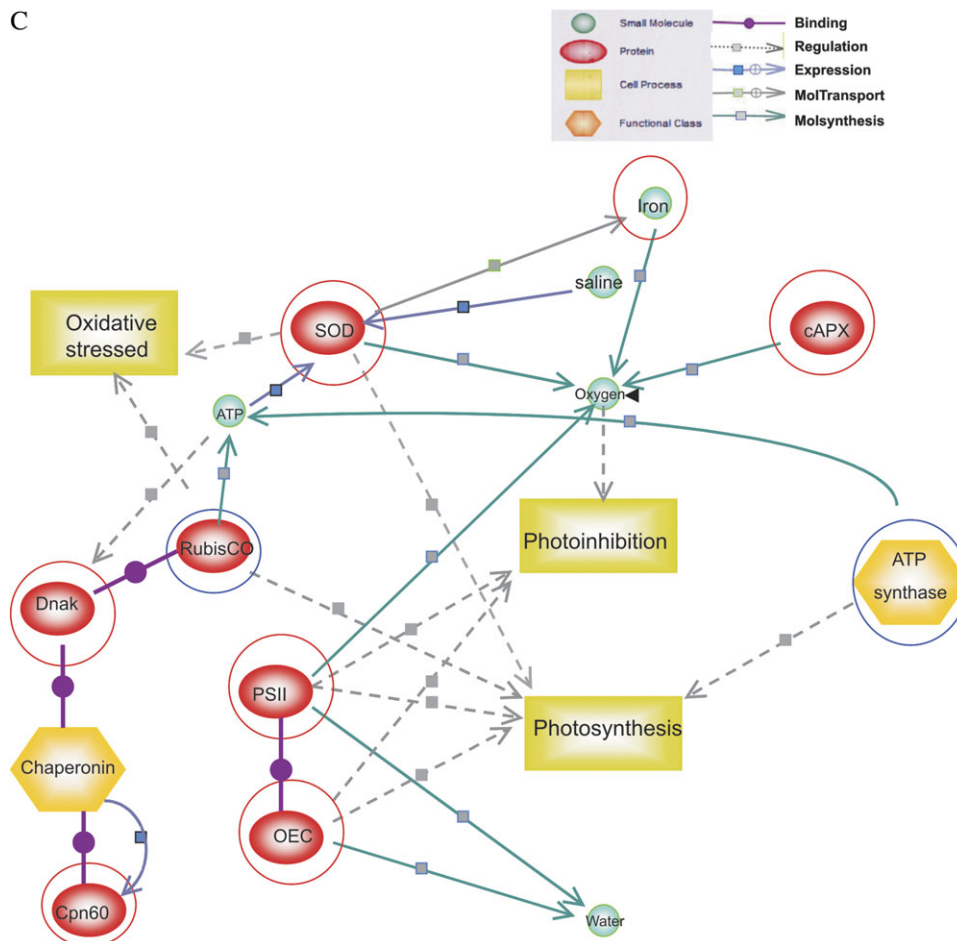 C
Small Molecule
Binding
Protein
Regulation
Cell Process
Expression
MolTransport
Functional Class
Molsynthesis
Iron
saline
Oxidative
stressed
SOD
cAPX
Oxygen
ATP
RubisCO
Photoinhibition
ATP
synthase
Dnak
PSII
Photosynthesis
Chaperonin
OEC
Cpn60
Water